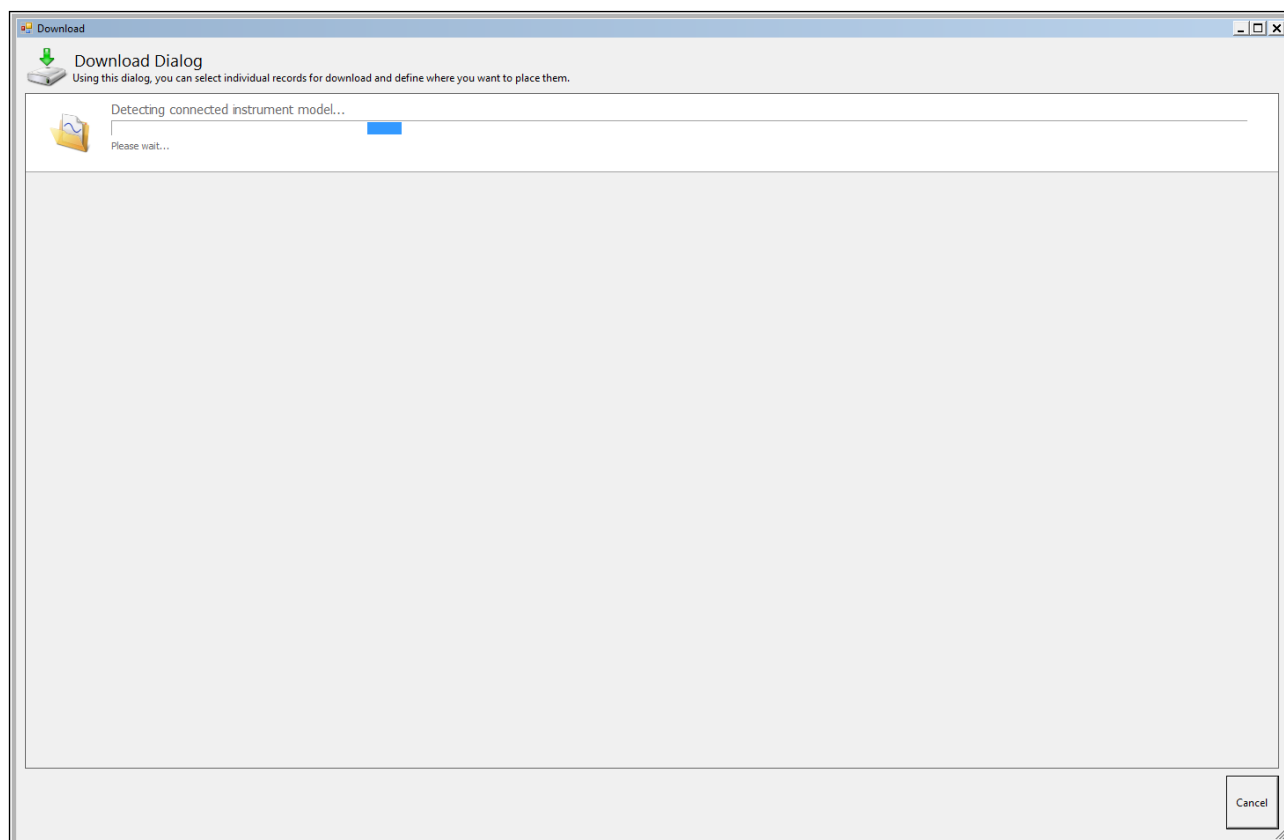 Download
Download Dialog
Using this dialog, you can select individual records for download and define where you want to place them.
Detecting connected instrument model...
Please wait...
Cancel